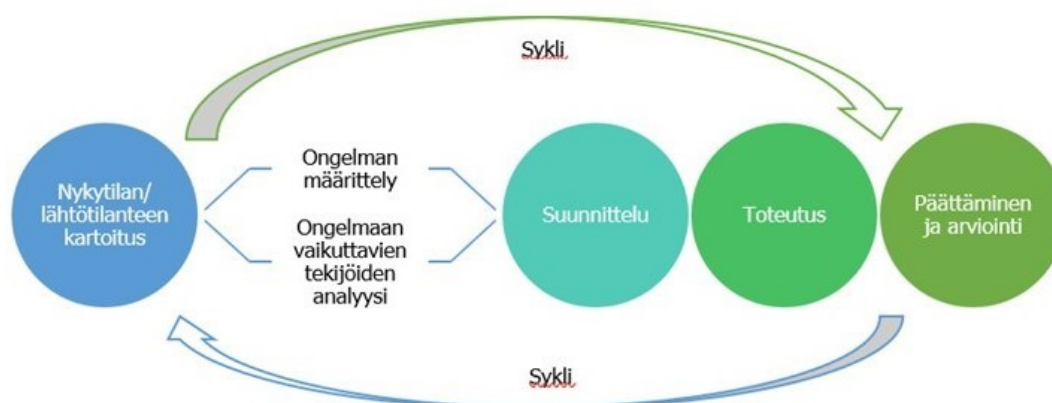 Sykli
Nykytilan/
lähtötilanteen
kartoitus
Ongelman
määrittely
Ongelmaan
vaikuttavien
tekijöiden
analyysi
Suunnittelu
Toteutus
Päättäminen
ja arviointi
Sykli